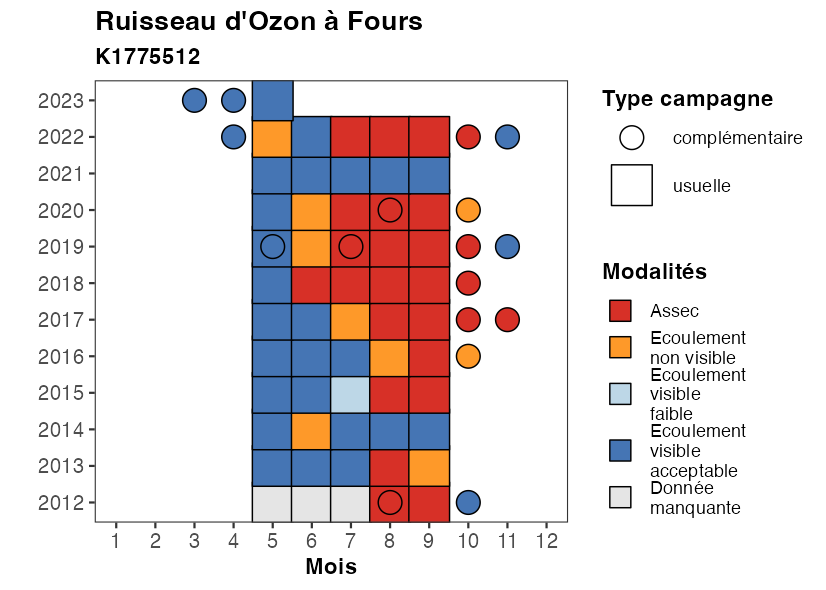 Ruisseau d'Ozon à Fours
K1775512
2023
2022
2021
2020
2019
2018
2017
2016
2015
2014
2013
2012
1 2 3 4 5 6 7 8 9 10 11 12
Mois
Type campagne
complémentaire
usuelle
Modalités
Assec
Ecoulement
non visible
Ecoulement
visible
faible
Ecoulement
visible
acceptable
Donnée
manquante